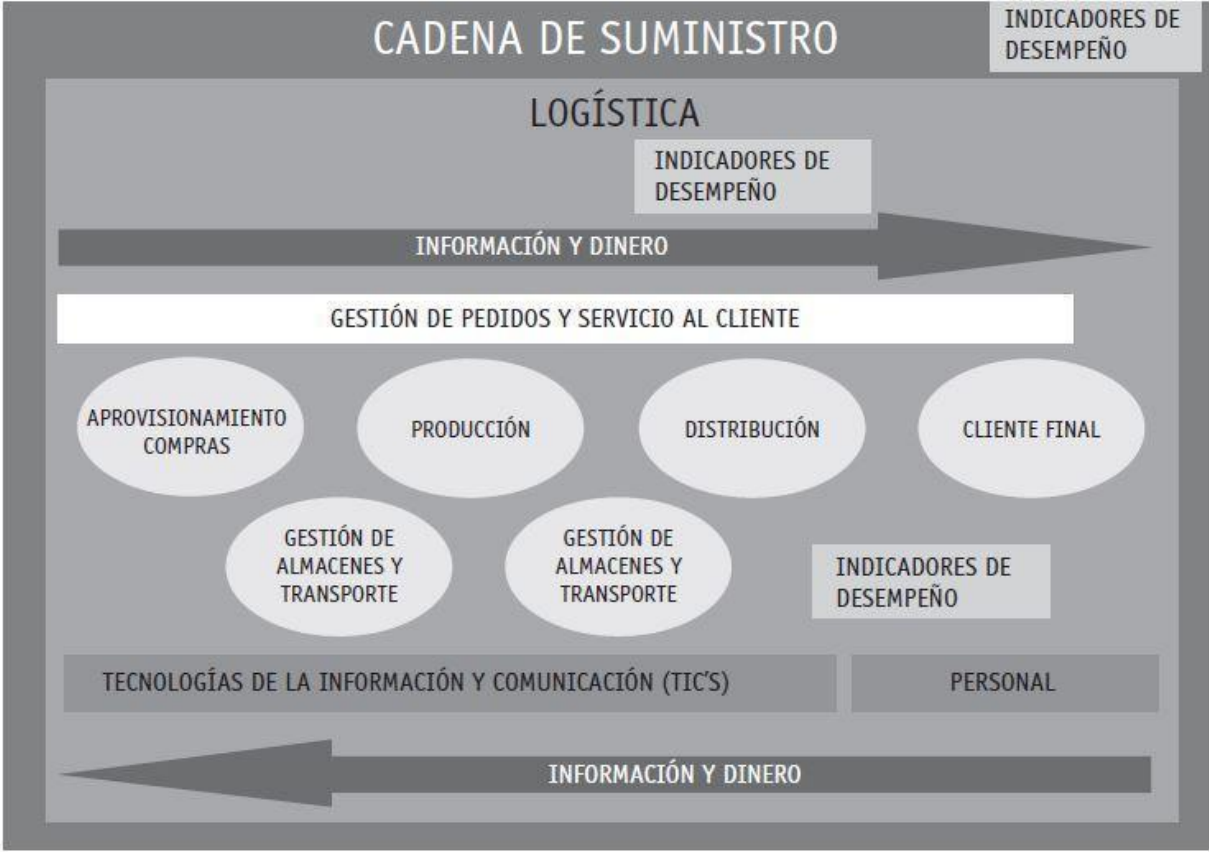 CADENA DE SUMINISTRO
INDICADORES DE
DESEMPEÑO
LOGÍSTICA
INDICADORES DE
DESEMPEÑO
INFORMACIÓN Y DINERO
GESTIÓN DE PEDIDOS Y SERVICIO AL CLIENTE
APROVISIONAMIENTO
COMPRAS
PRODUCCIÓN
DISTRIBUCIÓN
CLIENTE FINAL
GESTIÓN DE
ALMACENES Y
TRANSPORTE
GESTIÓN DE
ALMACENES Y
TRANSPORTE
INDICADORES DE
DESEMPEÑO
TECNOLOGÍAS DE LA INFORMACIÓN Y COMUNICACIÓN (TIC'S)
PERSONAL
INFORMACIÓN Y DINERO